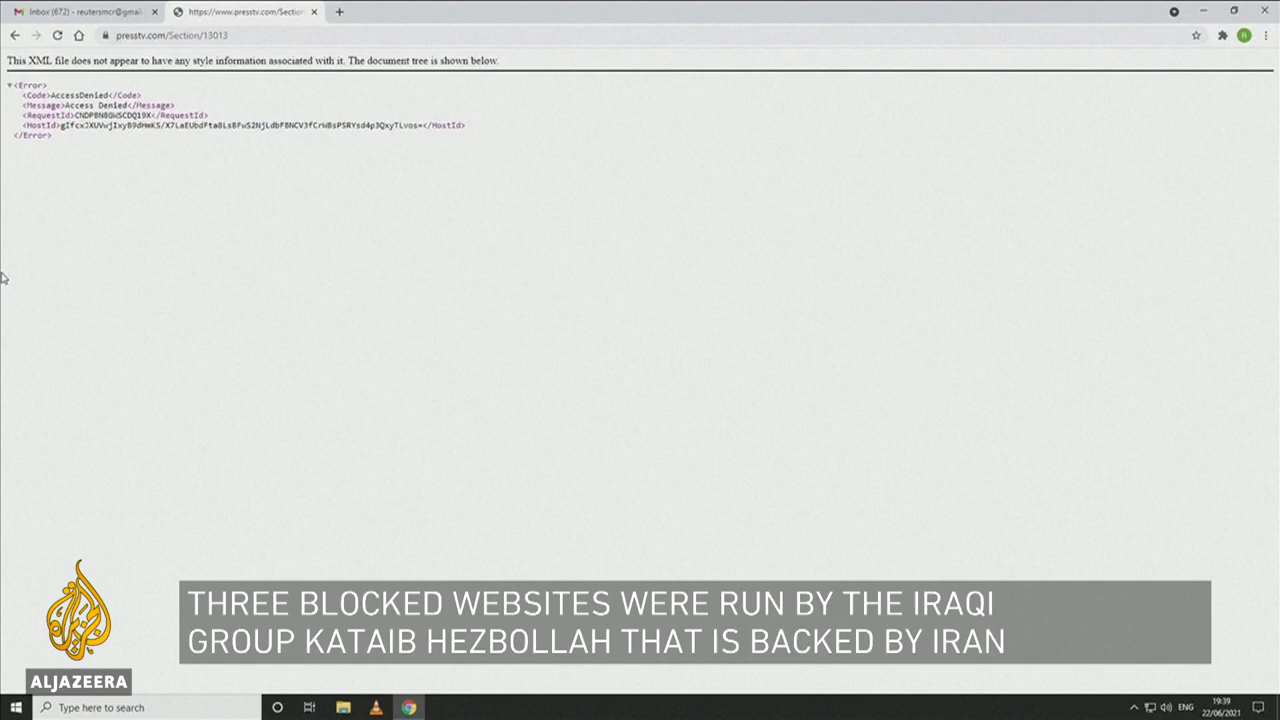 Inbox (672) - reutersmcr@gmail
https://www.presstv.com/Section
presstv.com/Section/13013
This XML file does not appear to have any style information associated with it. The document tree is shown below.
<Error>
<Code>AccessDenied</Code>
<Message>Access Denied</Message>
</Error>
THREE BLOCKED WEBSITES WERE RUN BY THE IRAQI
GROUP KATAIB HEZBOLLAH THAT IS BACKED BY IRAN
ALJAZEERA
Type here to search
ENG
19:39
22/06/2021